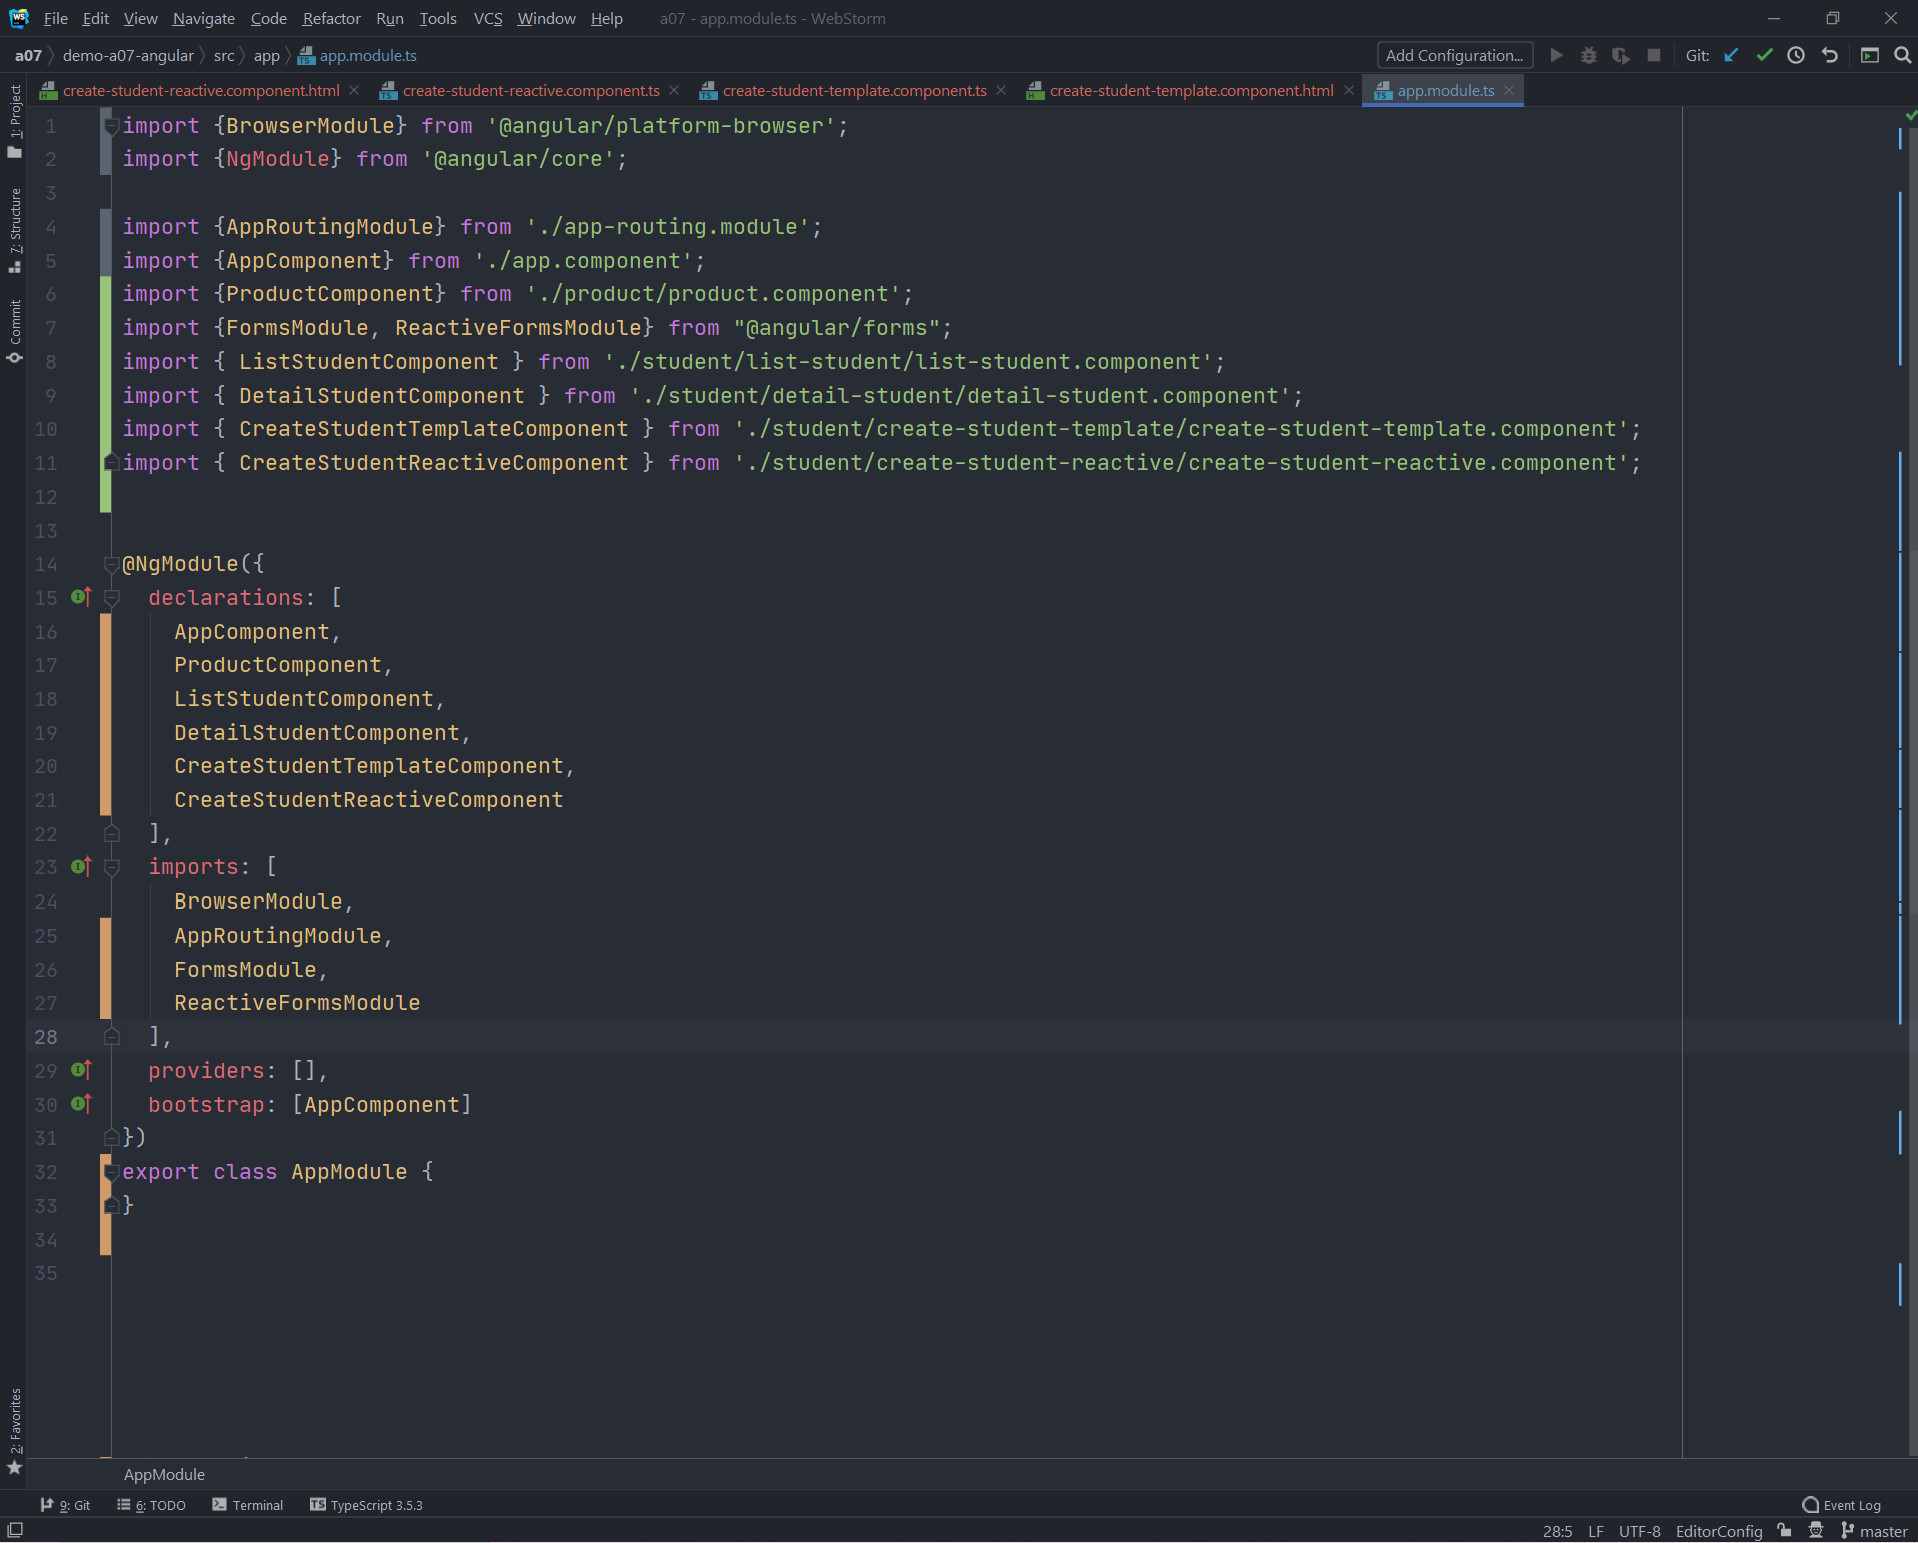 File Edit View Navigate Code Refactor Run Tools VCS Window Help a07 - app.module.ts - WebStorm
a07 demo-a07-angular src app app.module.ts Add Configuration... Git:
create-student-reactive.component.html create-student-reactive.component.ts create-student-template.component.ts create-student-template.component.html app.module.ts
1: Project
7: Structure
Commit
2: Favorites
1 import {BrowserModule} from '@angular/platform-browser';
2 import {NgModule} from '@angular/core';
3
4 import {AppRoutingModule} from './app-routing.module';
5 import {AppComponent} from './app.component';
6 import {ProductComponent} from './product/product.component';
7 import {FormsModule, ReactiveFormsModule} from "@angular/forms";
8 import { ListStudentComponent } from './student/list-student/list-student.component';
9 import { DetailStudentComponent } from './student/detail-student/detail-student.component';
10 import { CreateStudentTemplateComponent } from './student/create-student-template/create-student-template.component';
11 import { CreateStudentReactiveComponent } from './student/create-student-reactive/create-student-reactive.component';
12
13
14 @NgModule({
15 declarations: [
16 AppComponent,
17 ProductComponent,
18 ListStudentComponent,
19 DetailStudentComponent,
20 CreateStudentTemplateComponent,
21 CreateStudentReactiveComponent
22 ],
23 imports: [
24 BrowserModule,
25 AppRoutingModule,
26 FormsModule,
27 ReactiveFormsModule
28 ],
29 providers: [],
30 bootstrap: [AppComponent]
31 })
32 export class AppModule {
33 }
34
35
AppModule
9: Git 6: TODO Terminal TypeScript 3.5.3 Event Log
28:5 LF UTF-8 EditorConfig master